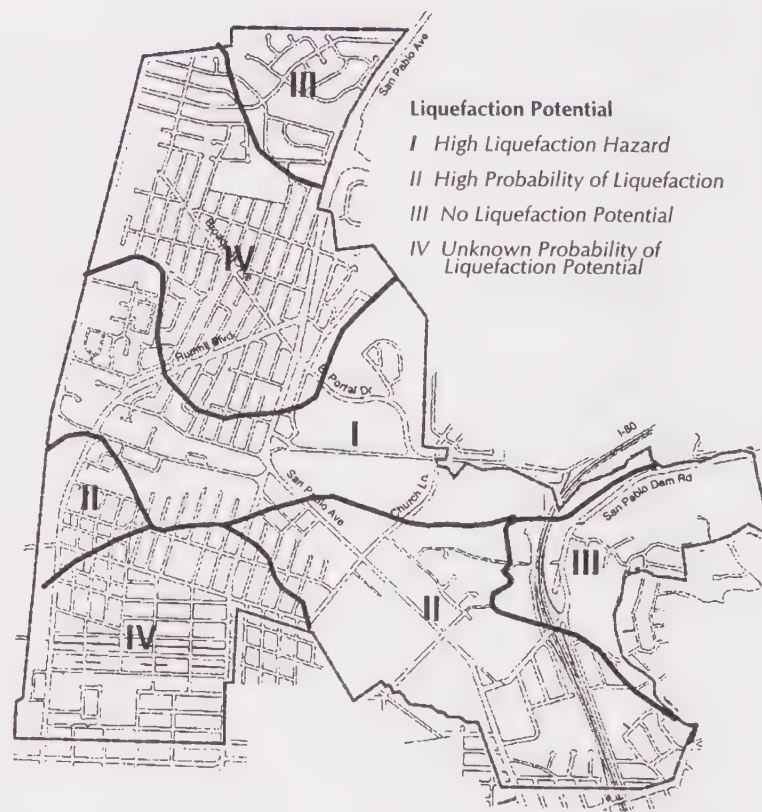 III
San Pablo Ave
Liquefaction Potential
I High Liquefaction Hazard
II High Probability of Liquefaction
III No Liquefaction Potential
IV Unknown Probability of
Liquefaction Potential
IV
Rumrill Blvd.
El Portal Dr
I
I-80
San Pablo Dam Rd
II
San Pablo Ave
Church Ln
III
II
IV